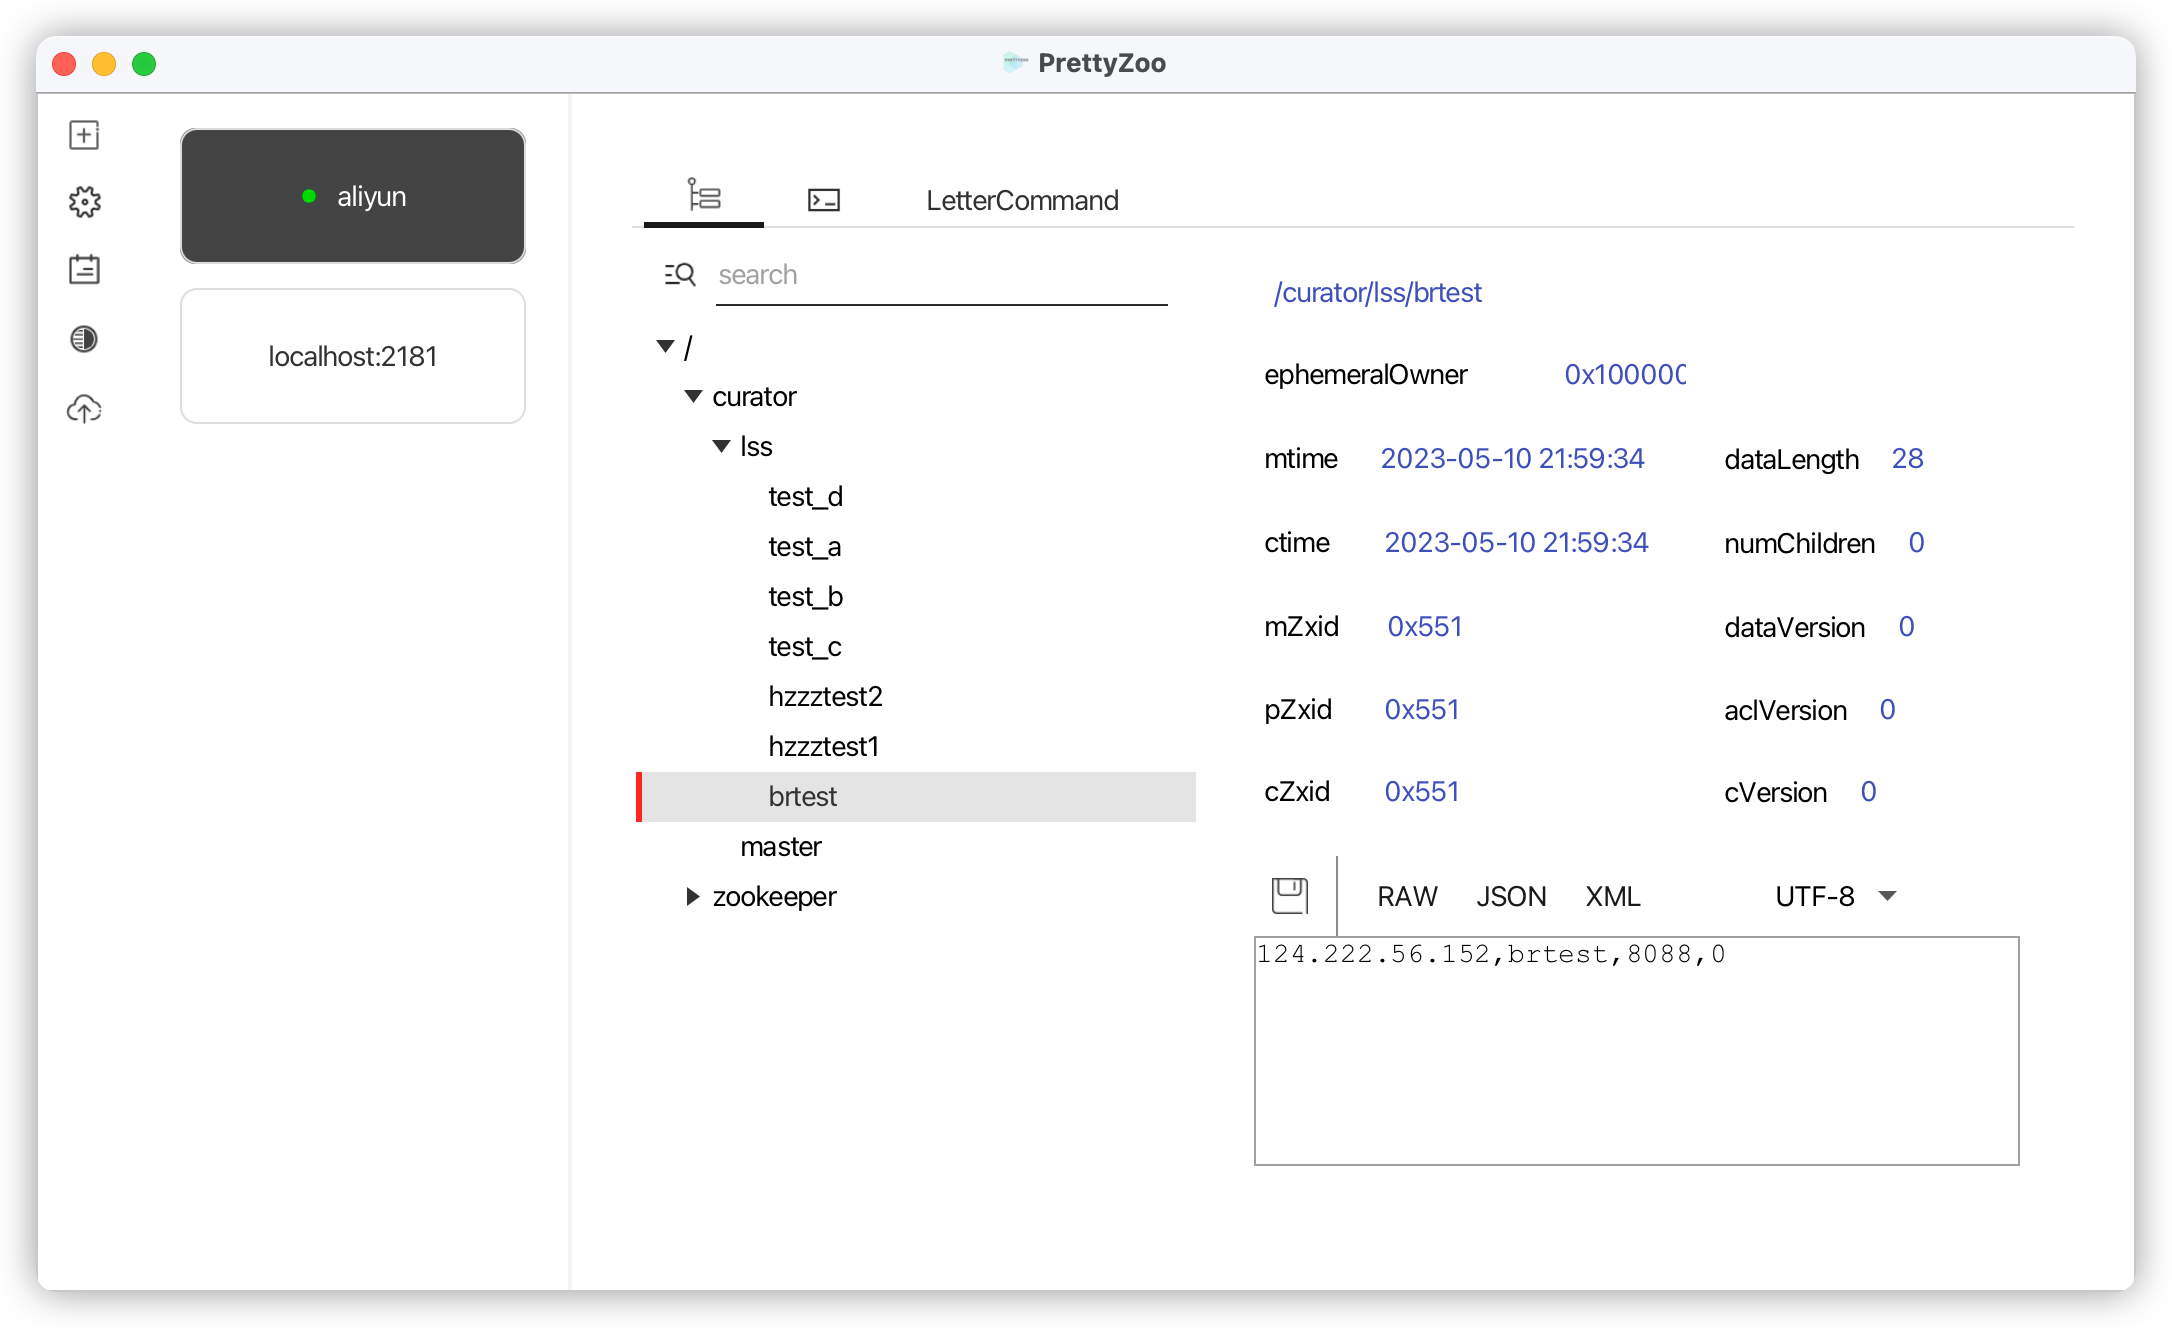 PrettyZoo
aliyun
localhost:2181
LetterCommand
search
/
curator
lss
test_d
test_a
test_b
test_c
hzzztest2
hzzztest1
brtest
master
zookeeper
/curator/lss/brtest
ephemeralOwner 0x100000
mtime 2023-05-10 21:59:34 dataLength 28
ctime 2023-05-10 21:59:34 numChildren 0
mZxid 0x551 dataVersion 0
pZxid 0x551 aclVersion 0
cZxid 0x551 cVersion 0
RAW JSON XML UTF-8
124.222.56.152,brtest,8088,0